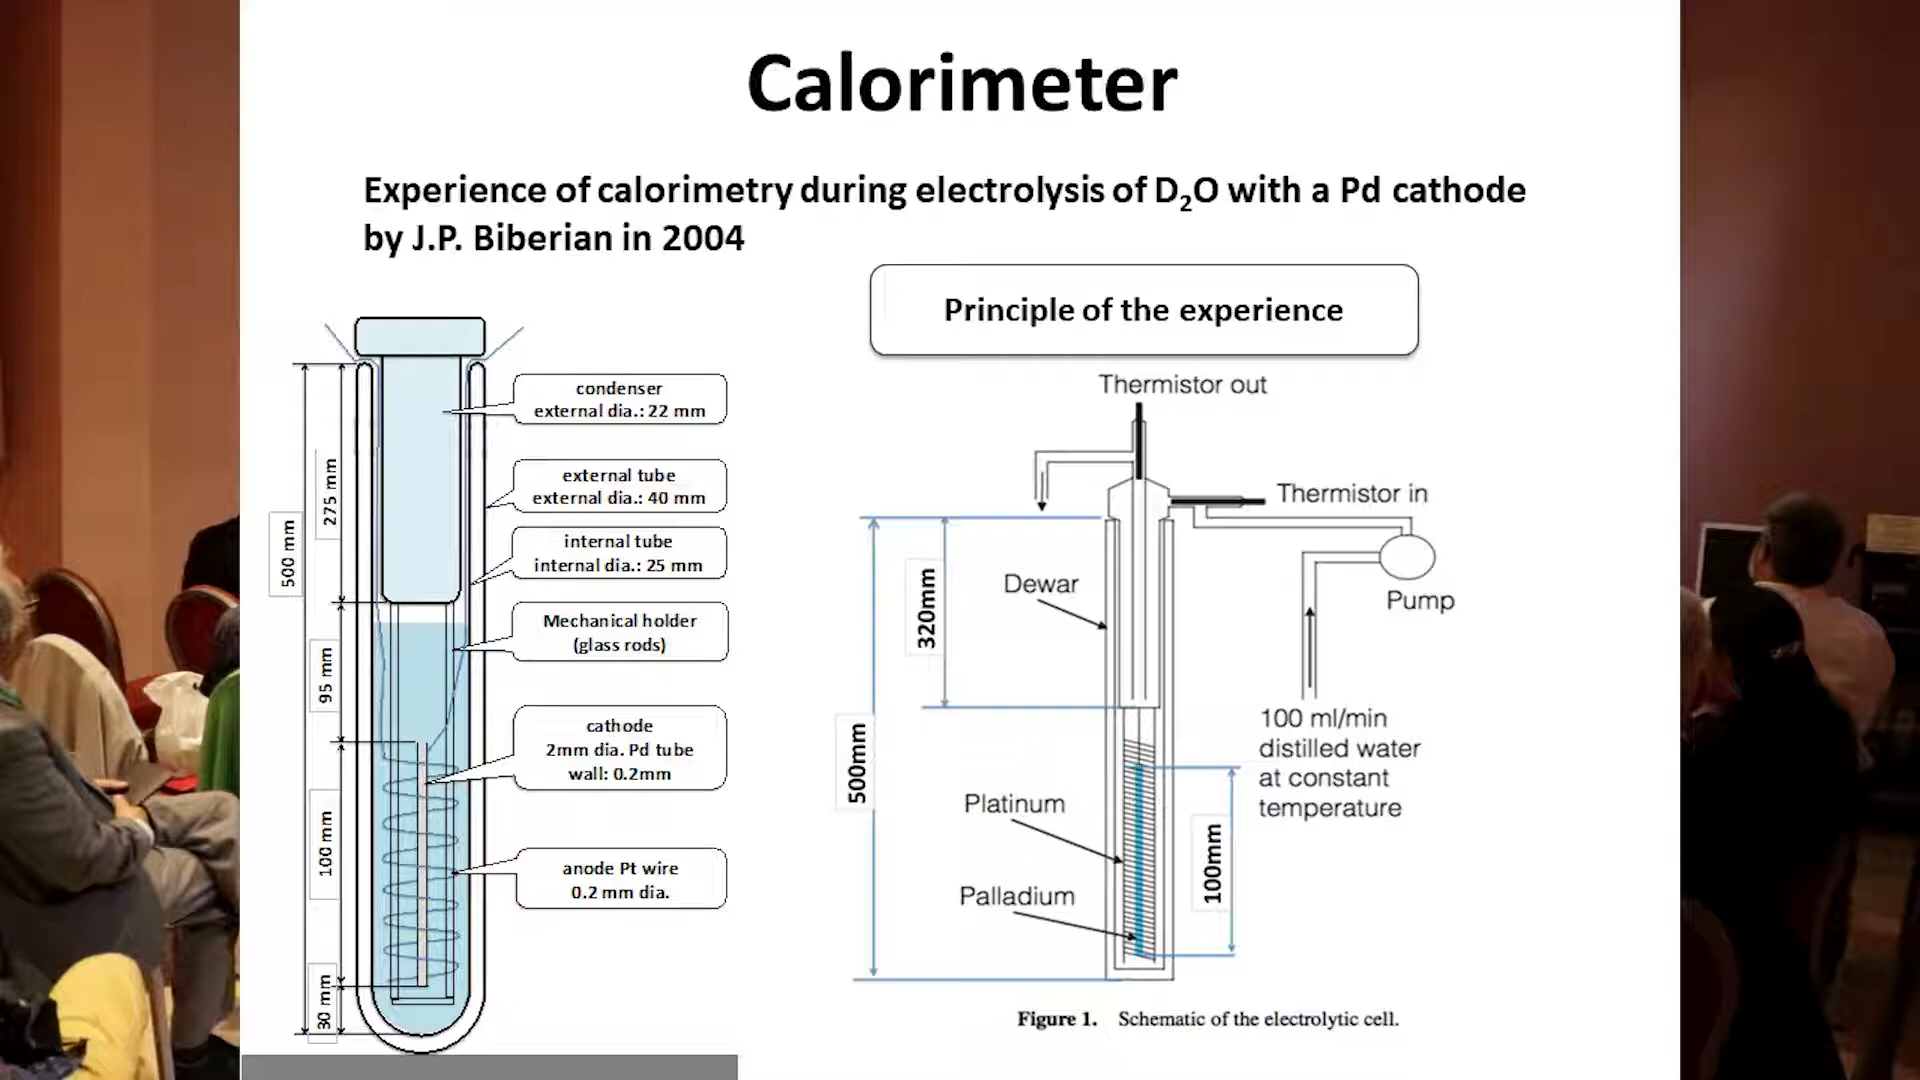 Calorimeter
Experience of calorimetry during electrolysis of D₂O with a Pd cathode
by J.P. Biberian in 2004
condenser
external dia.: 22 mm
external tube
external dia.: 40 mm
internal tube
internal dia.: 25 mm
Mechanical holder
(glass rods)
cathode
2mm dia. Pd tube
wall: 0.2mm
anode Pt wire
0.2 mm dia.
500 mm
275 mm
95 mm
100 mm
30 mm
Principle of the experience
Thermistor out
Thermistor in
Pump
Dewar
320mm
500mm
100 ml/min
distilled water
at constant
temperature
Platinum
Palladium
100mm
Figure 1. Schematic of the electrolytic cell.